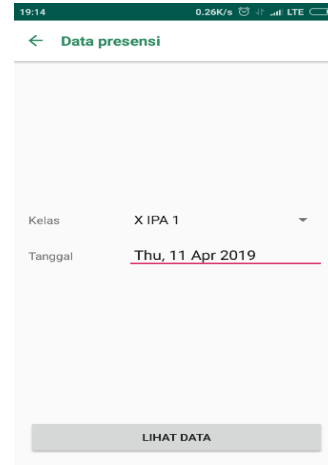 19:14 0.26K/s LTE
Data presensi
Kelas X IPA 1
Tanggal Thu, 11 Apr 2019
LIHAT DATA